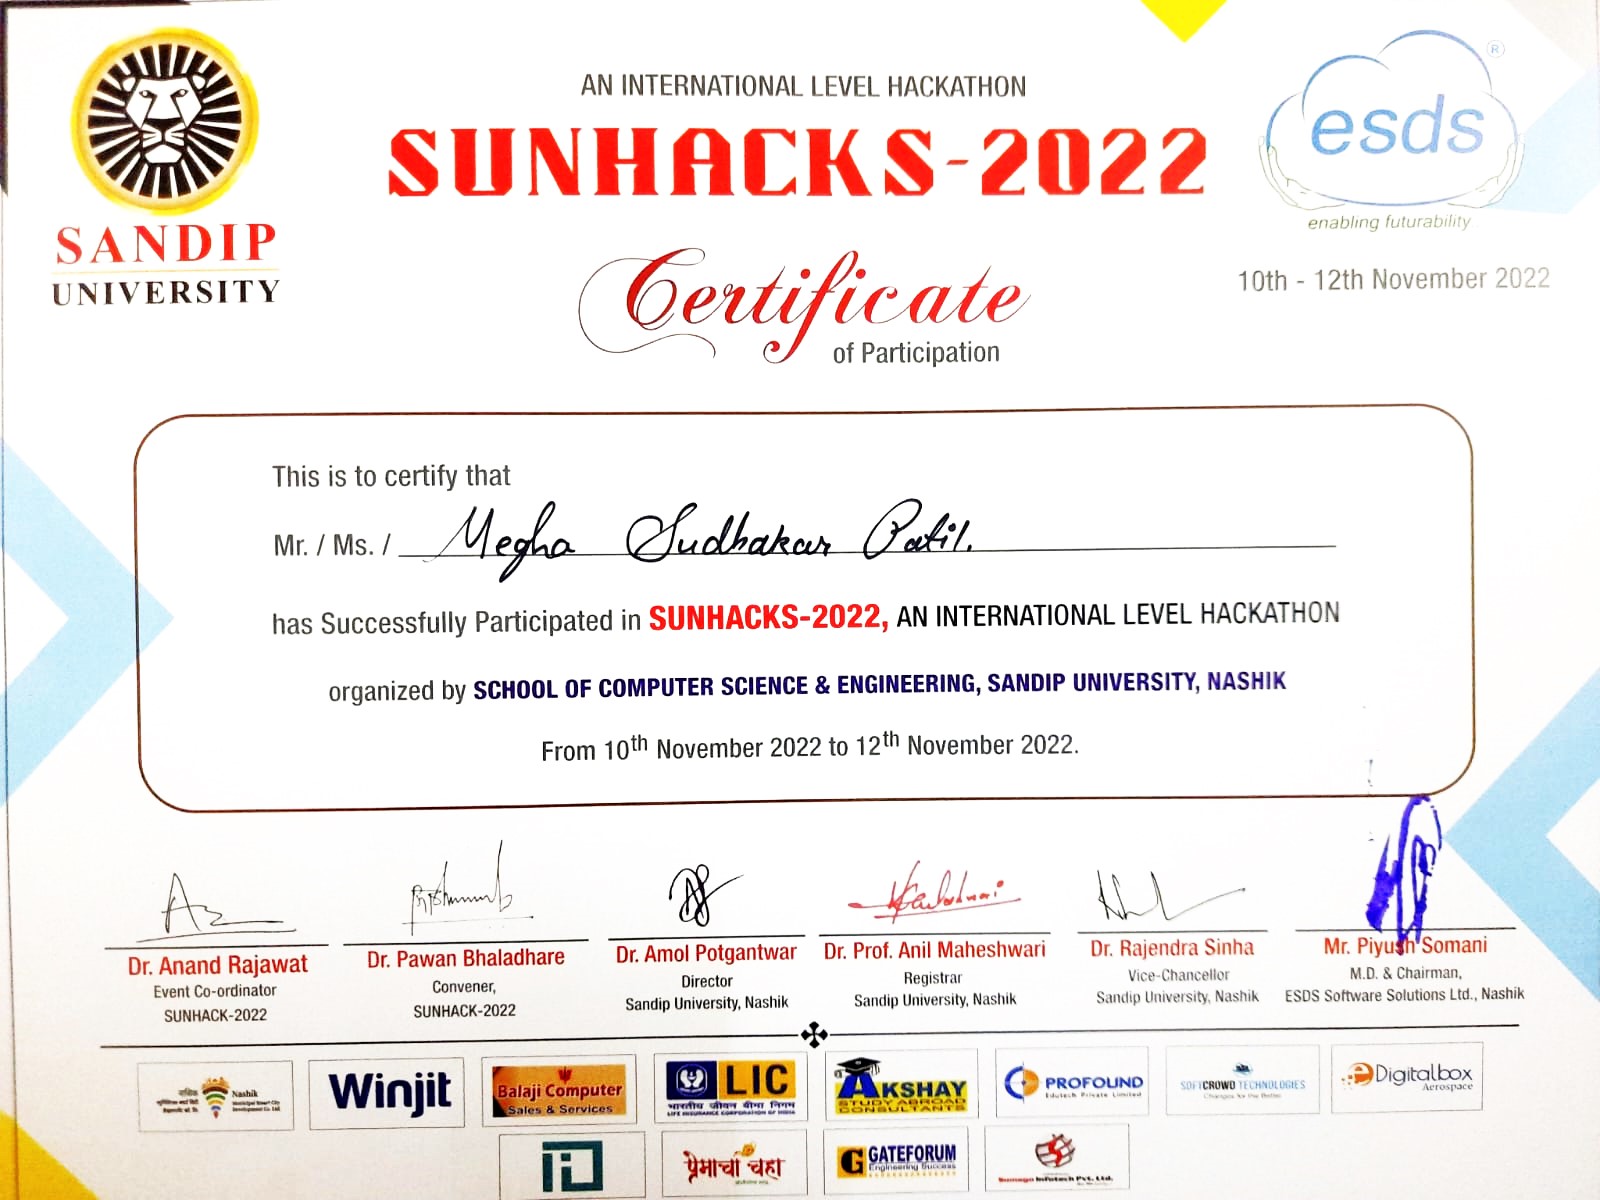 AN INTERNATIONAL LEVEL HACKATHON
SUNHACKS-2022
SANDIP
UNIVERSITY
esds
®
enabling futurability
10th - 12th November 2022
Certificate
of Participation
This is to certify that
Mr. / Ms. / Megha Sudhakar Patil.
has Successfully Participated in SUNHACKS-2022, AN INTERNATIONAL LEVEL HACKATHON
organized by SCHOOL OF COMPUTER SCIENCE & ENGINEERING, SANDIP UNIVERSITY, NASHIK
From 10th November 2022 to 12th November 2022.
Dr. Anand Rajawat
Event Co-ordinator
SUNHACK-2022
Dr. Pawan Bhaladhare
Convener,
SUNHACK-2022
Dr. Amol Potgantwar
Director
Sandip University, Nashik
Dr. Prof. Anil Maheshwari
Registrar
Sandip University, Nashik
Dr. Rajendra Sinha
Vice-Chancellor
Sandip University, Nashik
Mr. Piyush Somani
M.D. & Chairman,
ESDS Software Solutions Ltd., Nashik
Nashik
Municipal Smart City
Development Co. Ltd.
Winjit
Balaji Computer
Sales & Services
LIC
भारतीय जीवन बीमा निगम
LIFE INSURANCE CORPORATION OF INDIA
AKSHAY
STUDY ABROAD
CONSULTANTS
PROFOUND
Edutech Private Limited
SOFTCROWD TECHNOLOGIES
Changes for the Better
Digitalbox
Aerospace
प्रेमाचा चहा
GATEFORUM
Engineering Success
Sumago Infotech Pvt. Ltd.